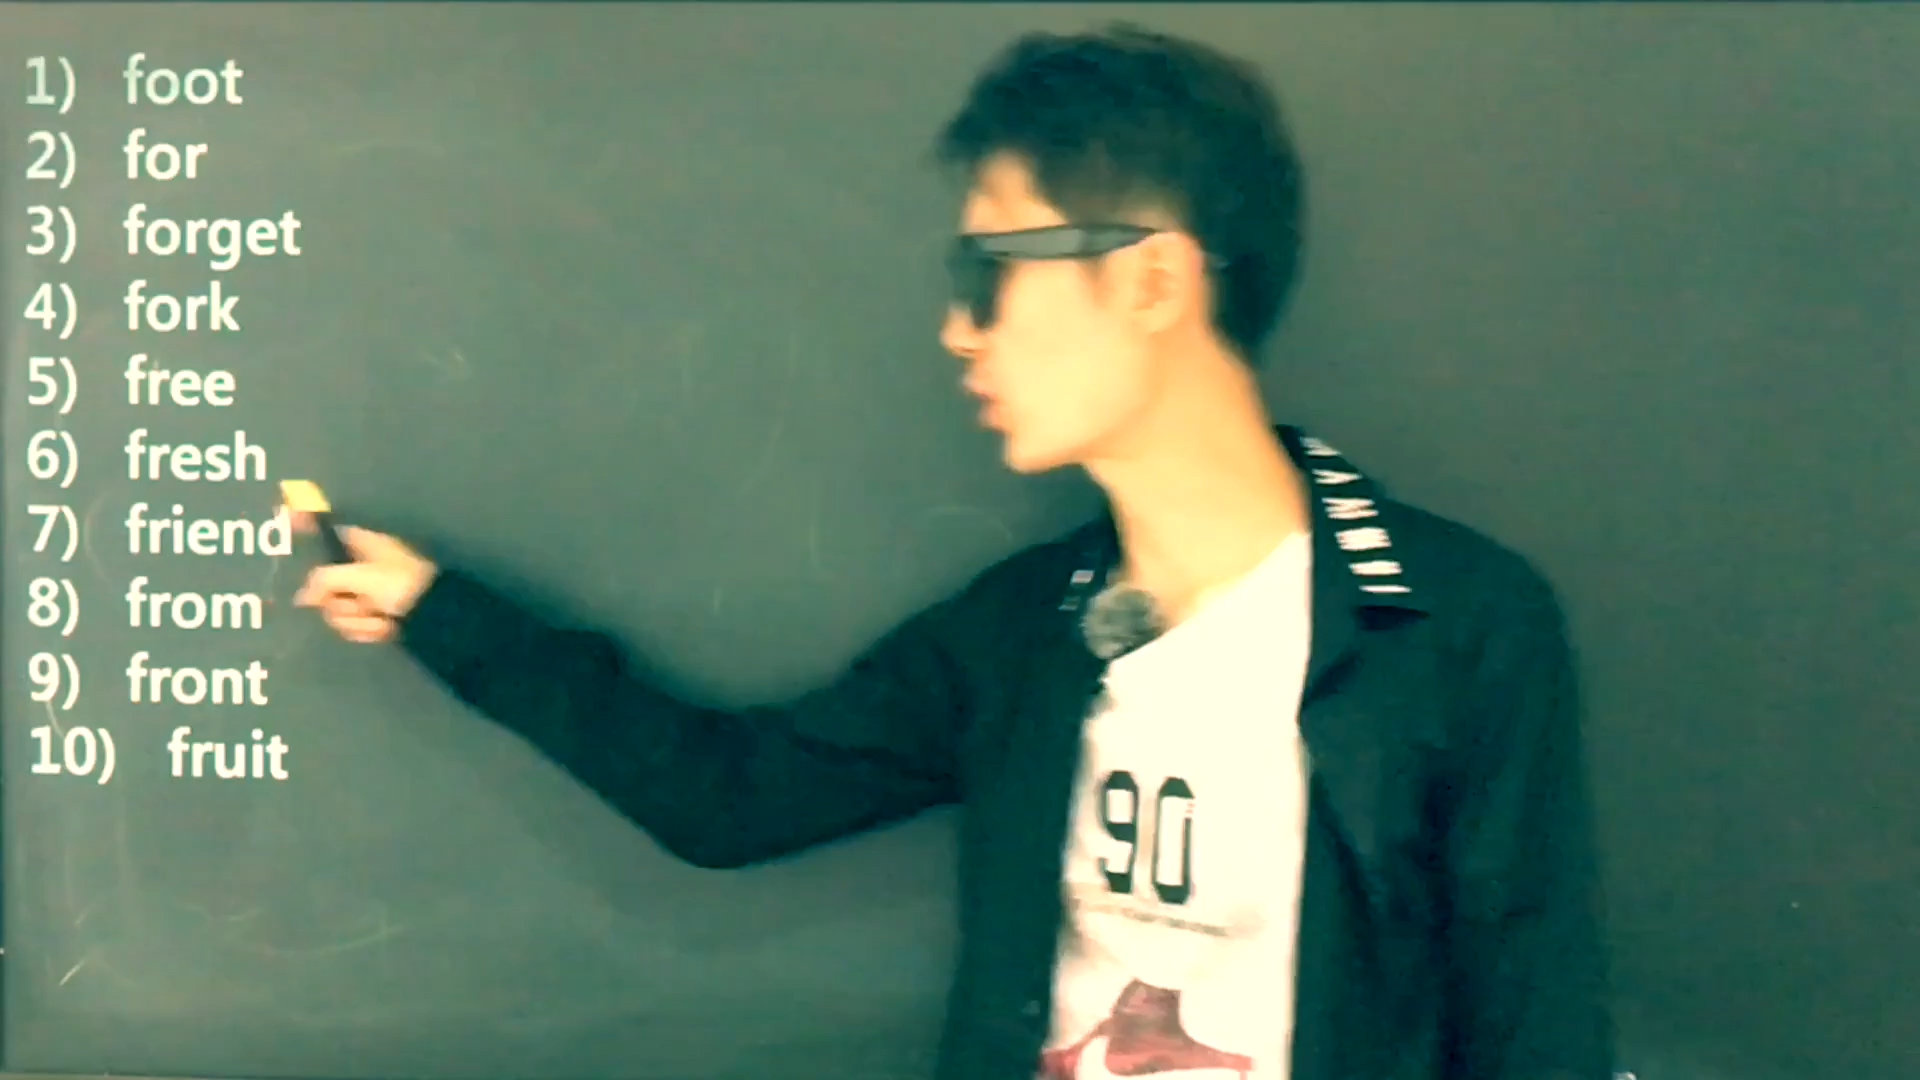 1) foot
2) for
3) forget
4) fork
5) free
6) fresh
7) friend
8) from
9) front
10) fruit
90